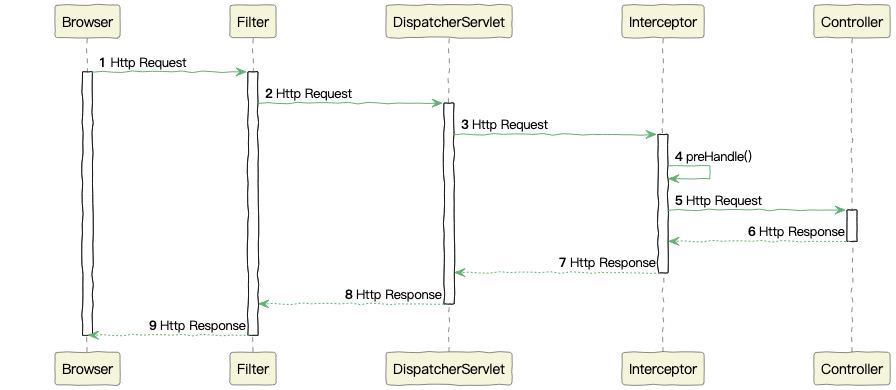 Browser Filter DispatcherServlet Interceptor Controller
1 Http Request
2 Http Request
3 Http Request
4 preHandle()
5 Http Request
6 Http Response
7 Http Response
8 Http Response
9 Http Response
Browser Filter DispatcherServlet Interceptor Controller